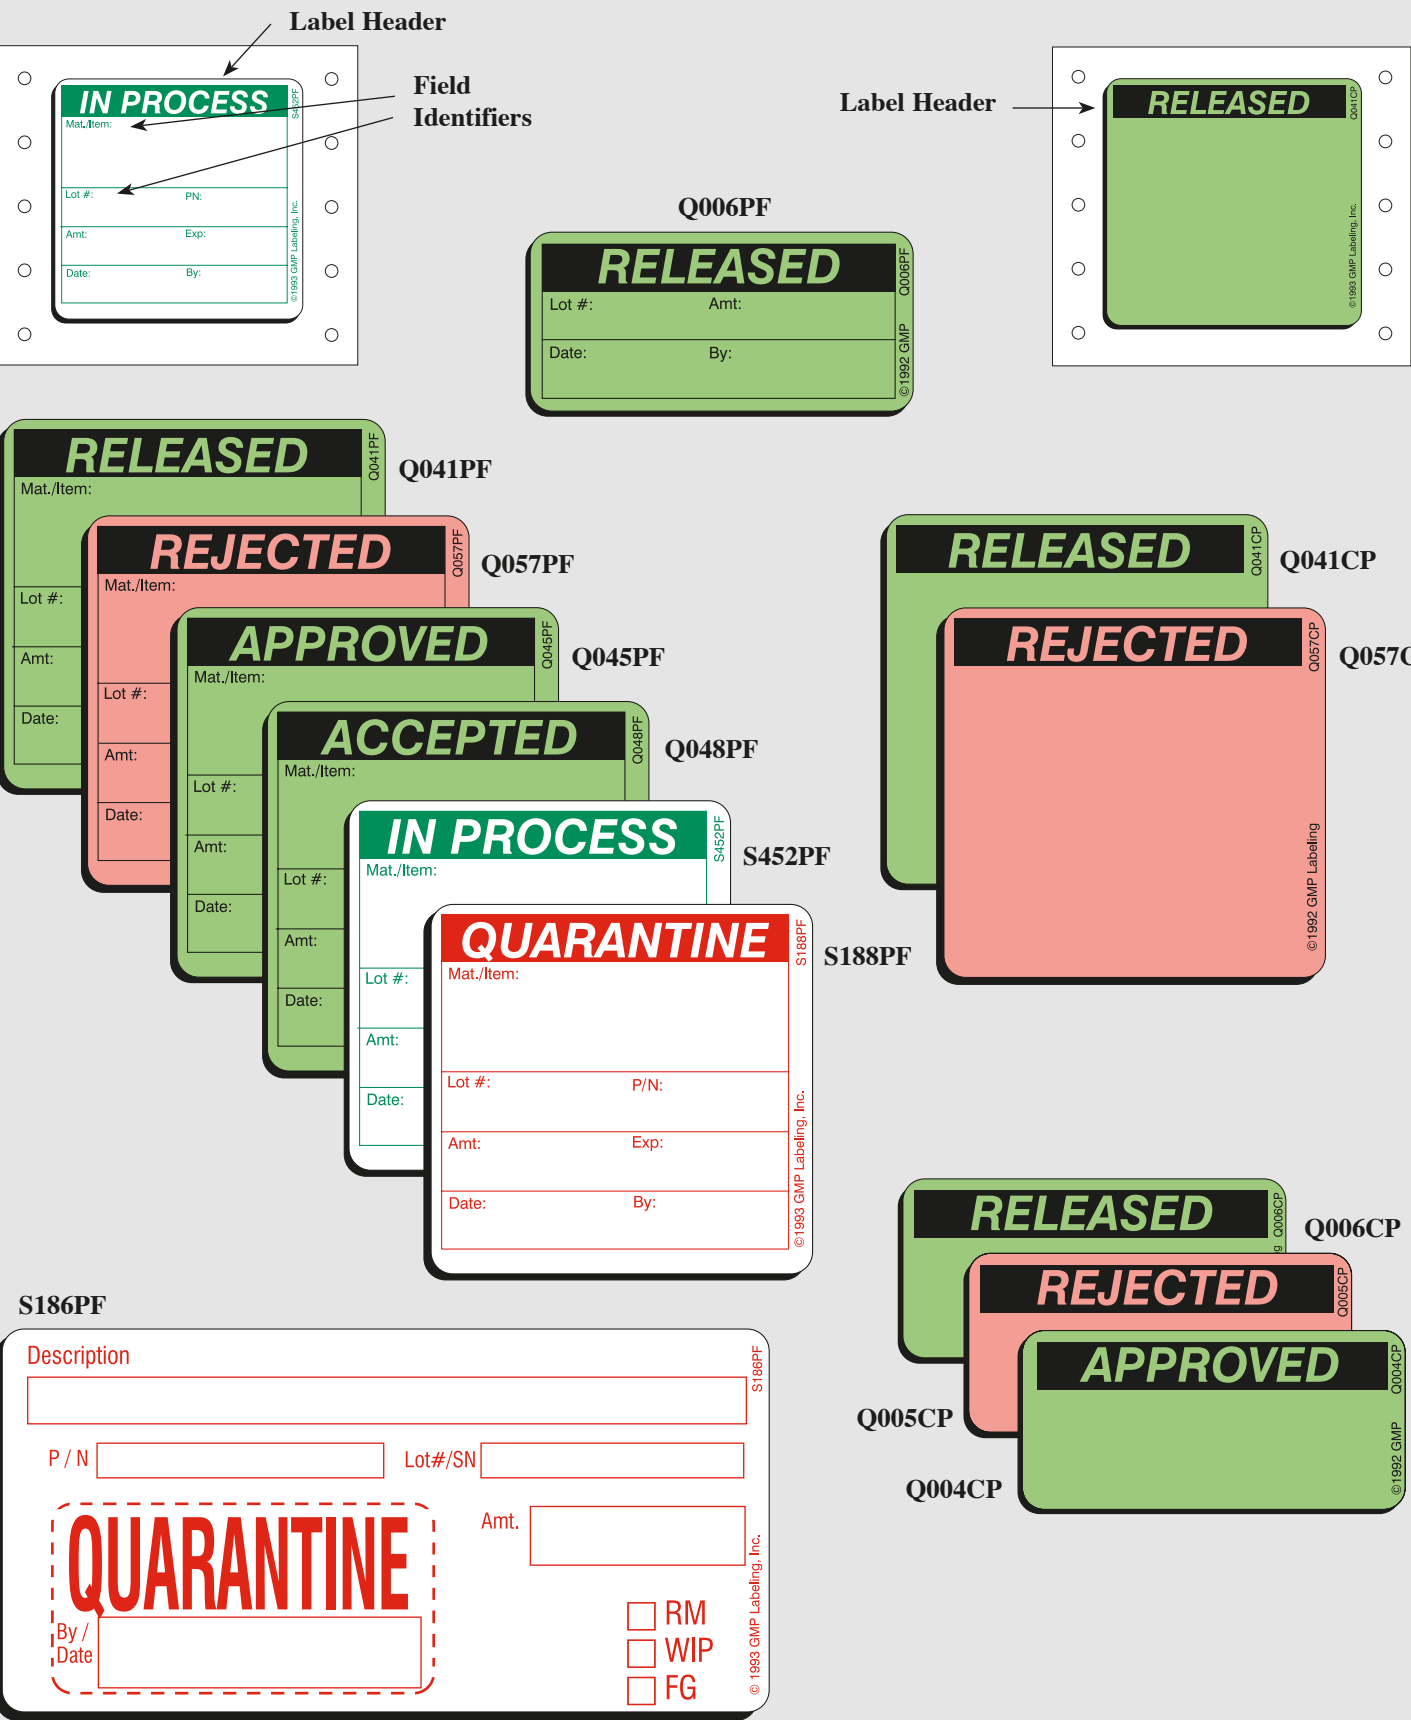 Label Header
Field
Identifiers
IN PROCESS
S452PF
Mat./Item:
Lot #:
PN:
Amt:
Exp:
Date:
By:
©1993 GMP Labeling, Inc.
Label Header
RELEASED
Q041CP
©1993 GMP Labeling, Inc.
Q006PF
RELEASED
Q006PF
Lot #:
Amt:
Date:
By:
©1992 GMP
RELEASED
Q041PF
Q041PF
Mat./Item:
Lot #:
Amt:
Date:
REJECTED
Q057PF
Q057PF
Mat./Item:
Lot #:
Amt:
Date:
APPROVED
Q045PF
Q045PF
Mat./Item:
Lot #:
Amt:
Date:
ACCEPTED
Q048PF
Q048PF
Mat./Item:
Lot #:
Amt:
Date:
IN PROCESS
S452PF
S452PF
Mat./Item:
Lot #:
Amt:
Date:
QUARANTINE
S188PF
S188PF
Mat./Item:
Lot #:
P/N:
Amt:
Exp:
Date:
By:
©1993 GMP Labeling, Inc.
RELEASED
Q041CP
Q041CP
REJECTED
Q057CP
Q057C
©1992 GMP Labeling
RELEASED
Q006CP
Q006CP
REJECTED
Q005CP
Q005CP
APPROVED
Q004CP
Q004CP
©1992 GMP
S186PF
Description
S186PF
P / N
Lot#/SN
QUARANTINE
By /
Date
Amt.
RM
WIP
FG
© 1993 GMP Labeling, Inc.